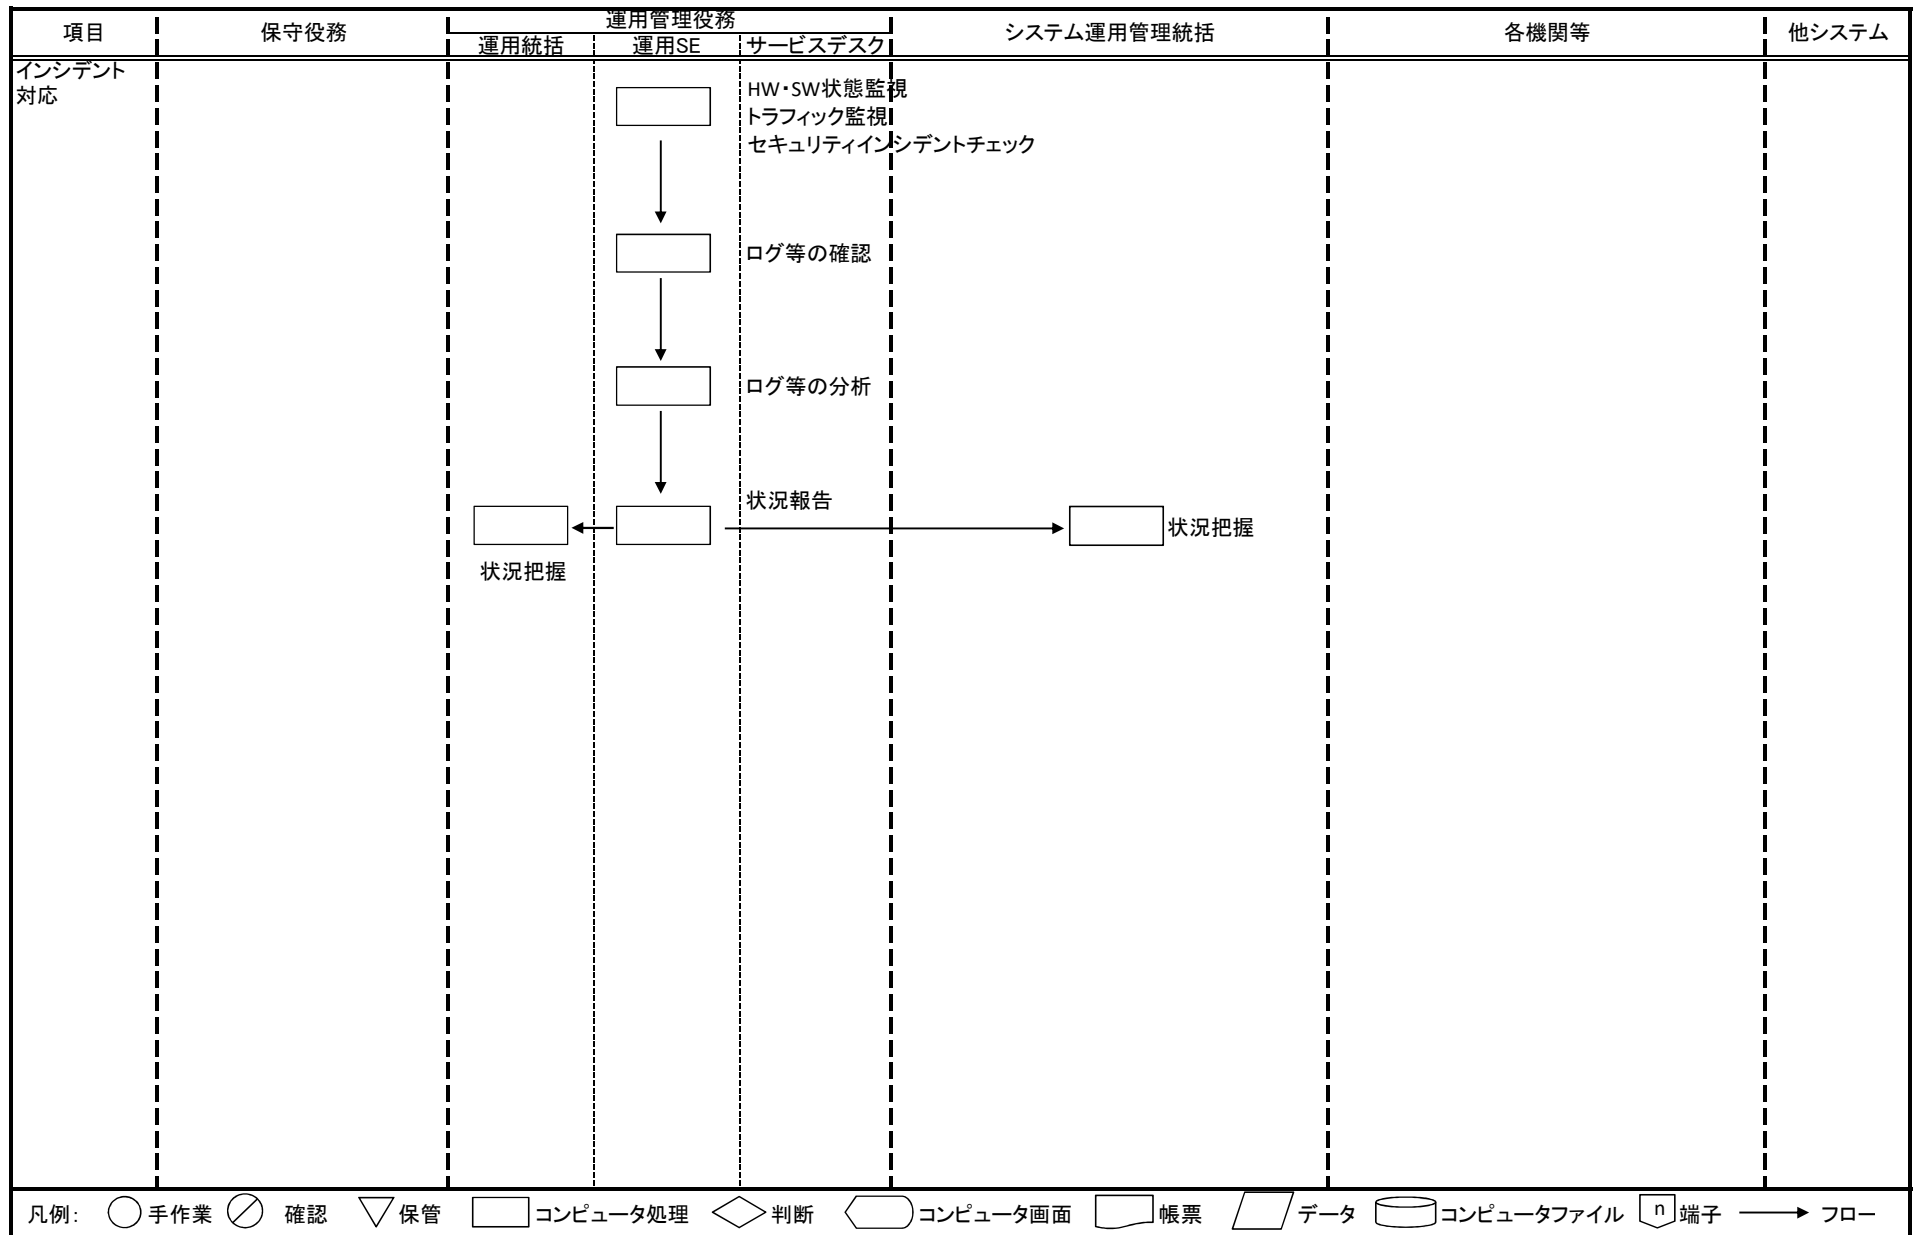 項目
保守役務
運用管理役務
運用統括
運用SE
サービスデスク
システム運用管理統括
各機関等
他システム
インシデント
対応
HW・SW状態監視
トラフィック監視
セキュリティインシデントチェック
ログ等の確認
ログ等の分析
状況報告
状況把握
状況把握
凡例:
手作業
確認
保管
コンピュータ処理
判断
コンピュータ画面
帳票
データ
コンピュータファイル
n
端子
フロー